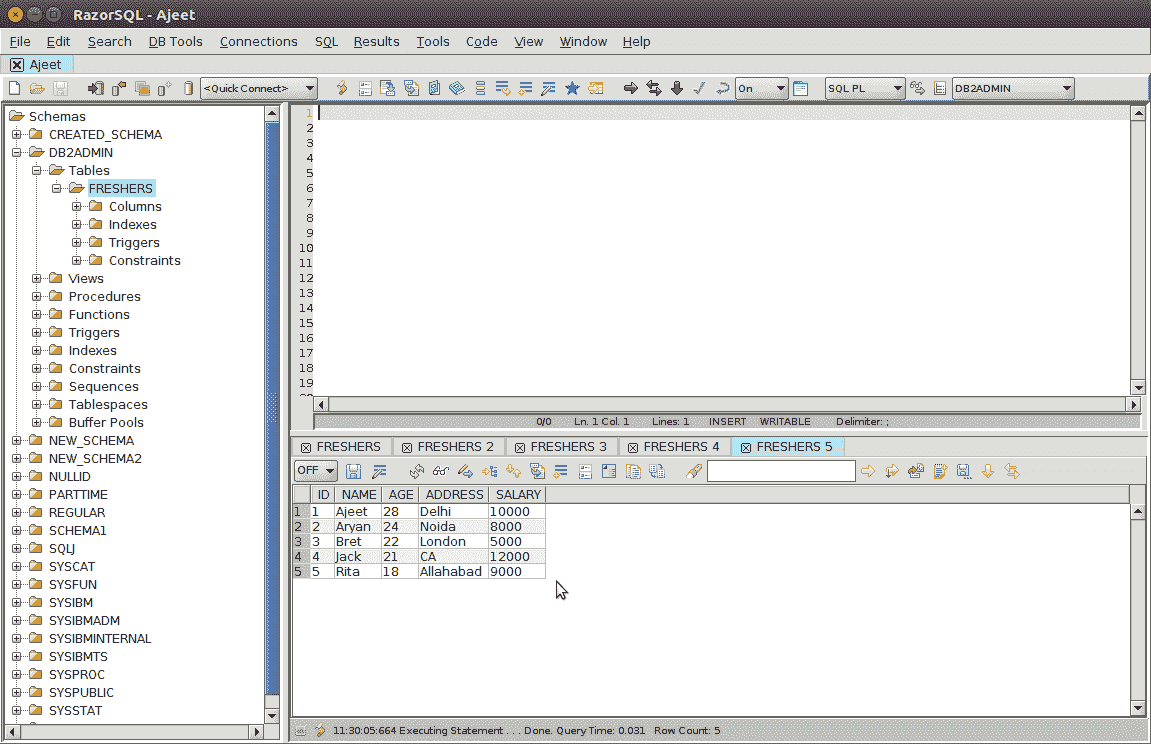 RazorSQL - Ajeet
File Edit Search DB Tools Connections SQL Results Tools Code View Window Help
Ajeet
<Quick Connect> On SQL PL DB2ADMIN
Schemas
CREATED_SCHEMA
DB2ADMIN
Tables
FRESHERS
Columns
Indexes
Triggers
Constraints
Views
Procedures
Functions
Triggers
Indexes
Constraints
Sequences
Tablespaces
Buffer Pools
NEW_SCHEMA
NEW_SCHEMA2
NULLID
PARTTIME
REGULAR
SCHEMA1
SQLJ
SYSCAT
SYSFUN
SYSIBM
SYSIBMADM
SYSIBMINTERNAL
SYSIBMTS
SYSPROC
SYSPUBLIC
SYSSTAT
1
2
3
4
5
6
7
8
9
10
11
12
13
14
15
16
17
18
19
0/0 Ln. 1 Col. 1 Lines: 1 INSERT WRITABLE Delimiter: ;
FRESHERS FRESHERS 2 FRESHERS 3 FRESHERS 4 FRESHERS 5
OFF
ID NAME AGE ADDRESS SALARY
1 1 Ajeet 28 Delhi 10000
2 2 Aryan 24 Noida 8000
3 3 Bret 22 London 5000
4 4 Jack 21 CA 12000
5 5 Rita 18 Allahabad 9000
11:30:05:664 Executing Statement . . . Done. Query Time: 0.031 Row Count: 5